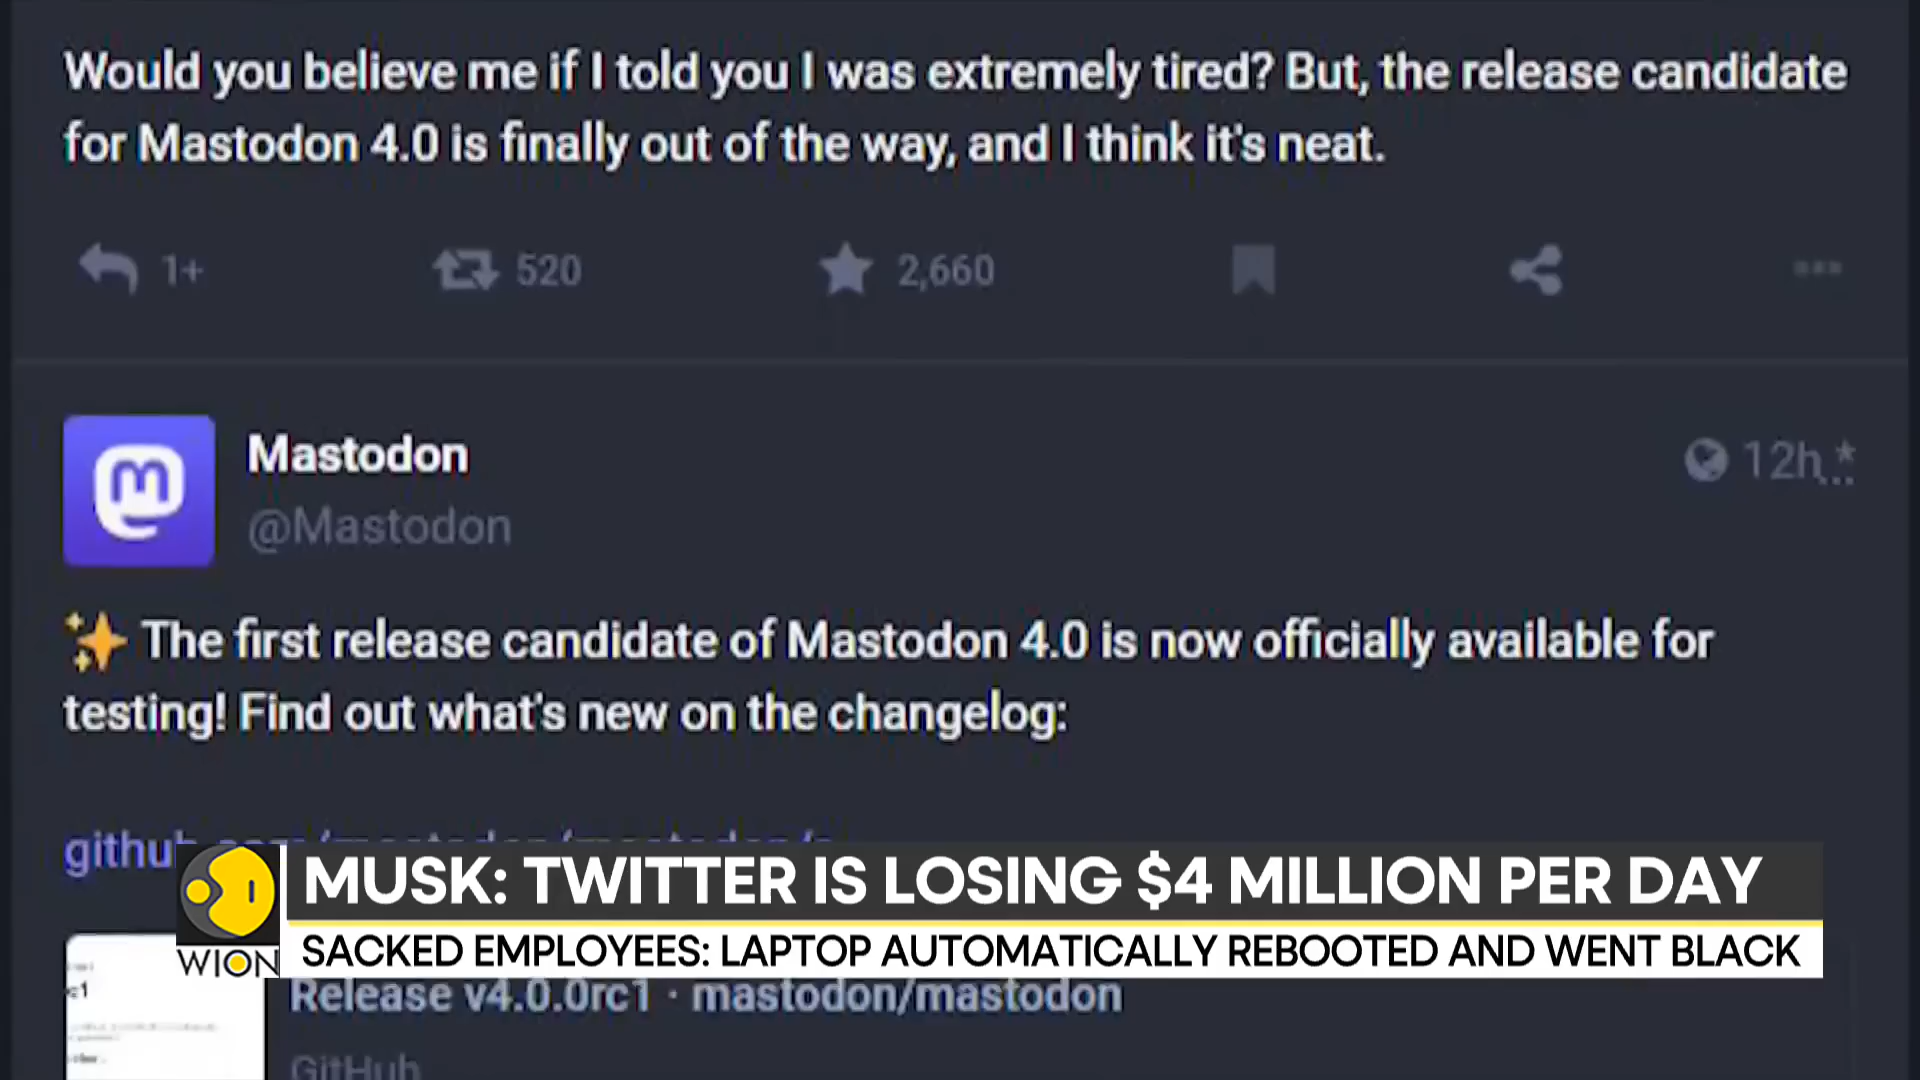 Would you believe me if I told you I was extremely tired? But, the release candidate
for Mastodon 4.0 is finally out of the way, and I think it's neat.
1+ 520 2,660
Mastodon
12h*
@Mastodon
✨ The first release candidate of Mastodon 4.0 is now officially available for
testing! Find out what's new on the changelog:
MUSK: TWITTER IS LOSING $4 MILLION PER DAY
SACKED EMPLOYEES: LAPTOP AUTOMATICALLY REBOOTED AND WENT BLACK
WION
Release v4.0.0rc1 · mastodon/mastodon
GitHub